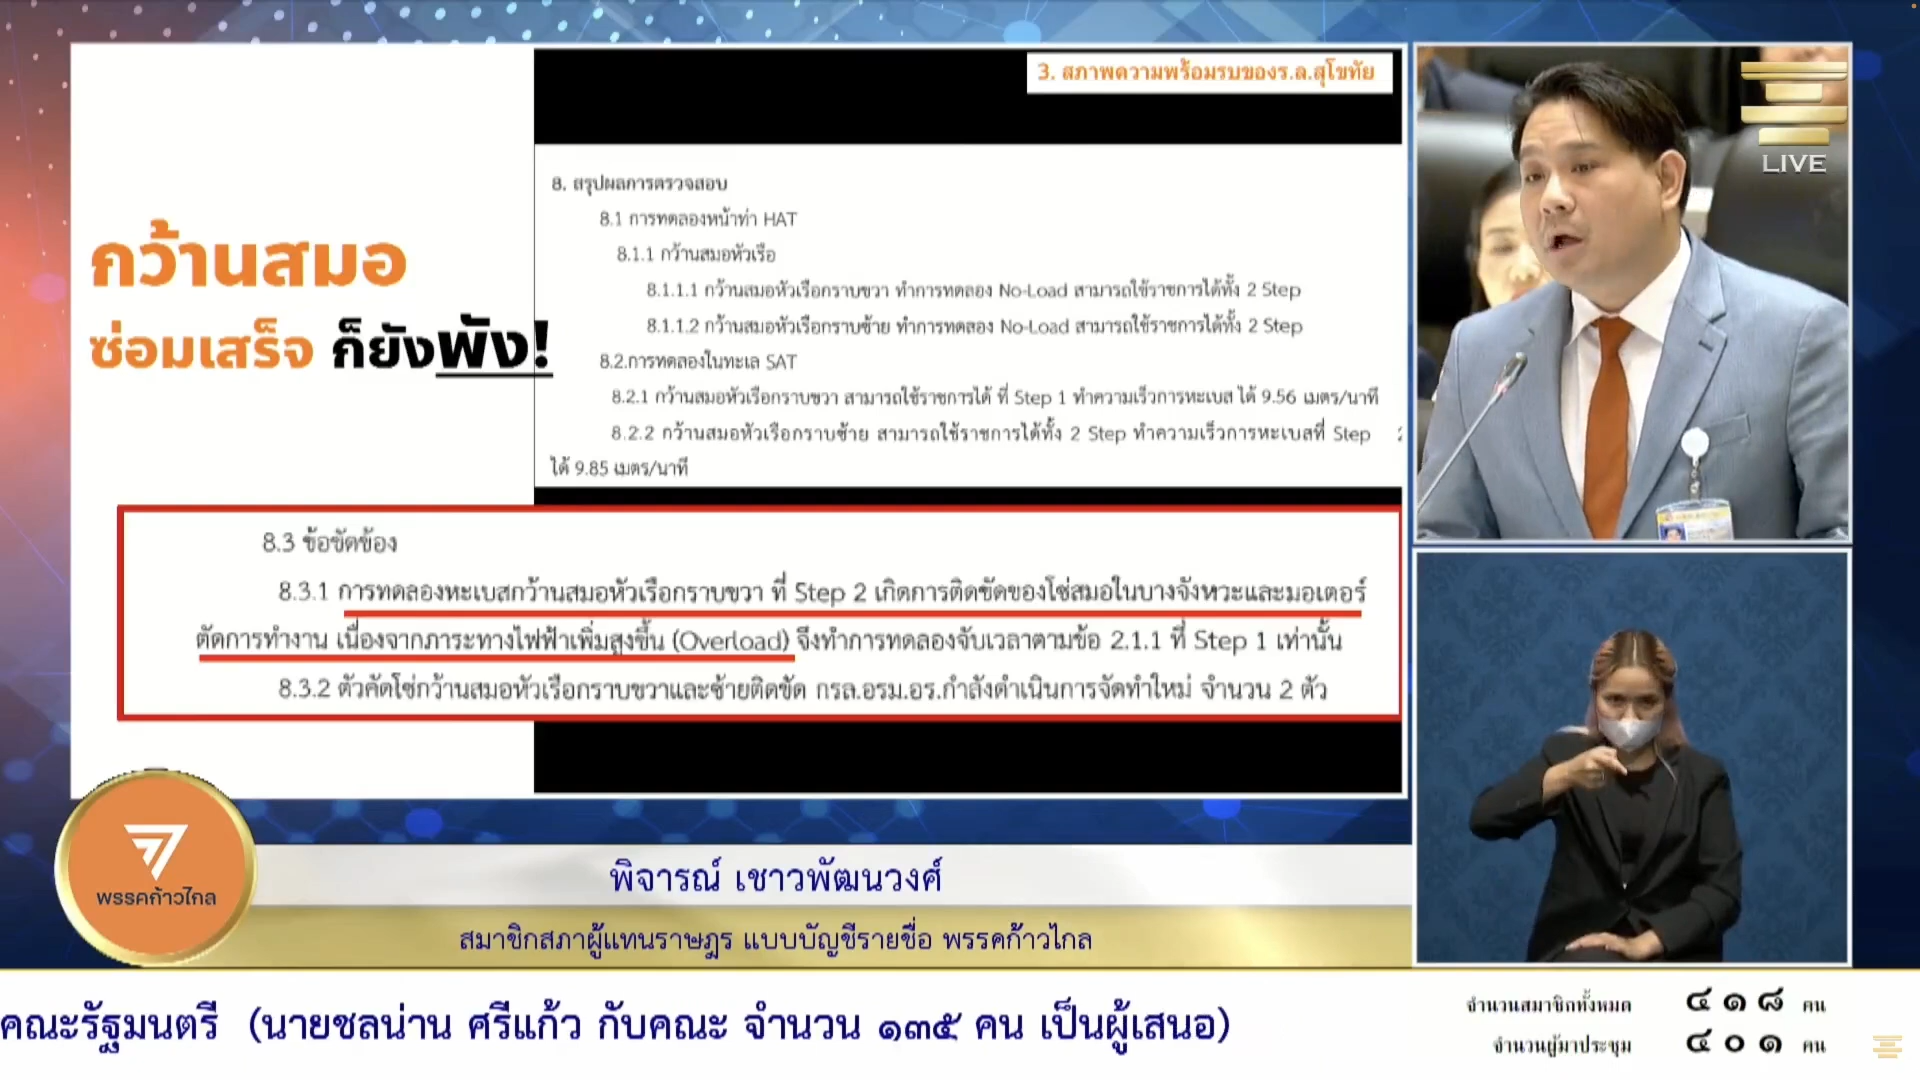 3. สภาพความพร้อมรบของร.ล.สุโขทัย
กว้านสมอ
ซ่อมเสร็จ ก็ยังพัง!
8. สรุปผลการตรวจสอบ
8.1 การทดลองหน้าท่า HAT
8.1.1 กว้านสมอหัวเรือ
8.1.1.1 กว้านสมอหัวเรือกราบขวา ทำการทดลอง No-Load สามารถใช้ราชการได้ทั้ง 2 Step
8.1.1.2 กว้านสมอหัวเรือกราบซ้าย ทำการทดลอง No-Load สามารถใช้ราชการได้ทั้ง 2 Step
8.2.การทดลองในทะเล SAT
8.2.1 กว้านสมอหัวเรือกราบขวา สามารถใช้ราชการได้ ที่ Step 1 ทำความเร็วการหะเบส ได้ 9.56 เมตร/นาที
8.2.2 กว้านสมอหัวเรือกราบซ้าย สามารถใช้ราชการได้ทั้ง 2 Step ทำความเร็วการหะเบสที่ Step 2
ได้ 9.85 เมตร/นาที
8.3 ข้อขัดข้อง
8.3.1 การทดลองหะเบสกว้านสมอหัวเรือกราบขวา ที่ Step 2 เกิดการติดขัดของโซ่สมอในบางจังหวะและมอเตอร์
ตัดการทำงาน เนื่องจากภาระทางไฟฟ้าเพิ่มสูงขึ้น (Overload) จึงทำการทดลองจับเวลาตามข้อ 2.1.1 ที่ Step 1 เท่านั้น
8.3.2 ตัวคัดโซ่กว้านสมอหัวเรือกราบขวาและซ้ายติดขัด กรล.อรม.อร.กำลังดำเนินการจัดทำใหม่ จำนวน 2 ตัว
LIVE
พรรคก้าวไกล
พิจารณ์ เชาวพัฒนวงศ์
สมาชิกสภาผู้แทนราษฎร แบบบัญชีรายชื่อ พรรคก้าวไกล
คณะรัฐมนตรี (นายชลน่าน ศรีแก้ว กับคณะ จำนวน ๑๓๕ คน เป็นผู้เสนอ)
จำนวนสมาชิกทั้งหมด ๔๑๘ คน
จำนวนผู้มาประชุม ๔๐๑ คน